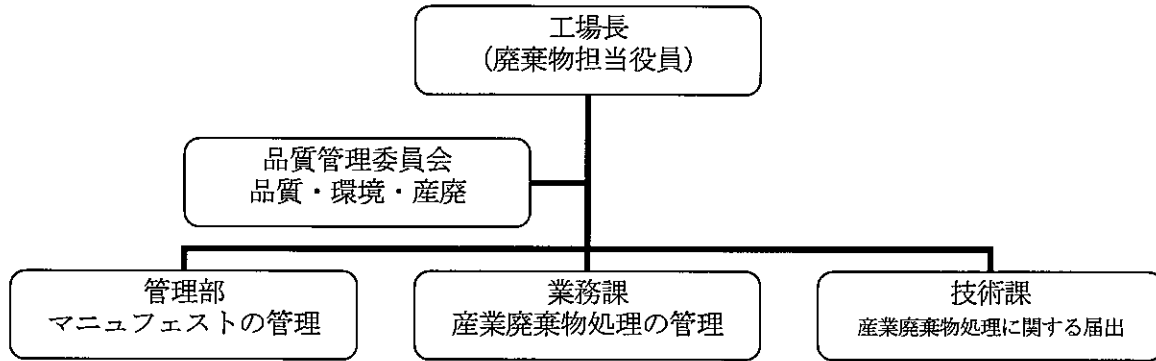 工場長
(廃棄物担当役員)
品質管理委員会
品質・環境・産廃
管理部
マニュフェストの管理
業務課
産業廃棄物処理の管理
技術課
産業廃棄物処理に関する届出